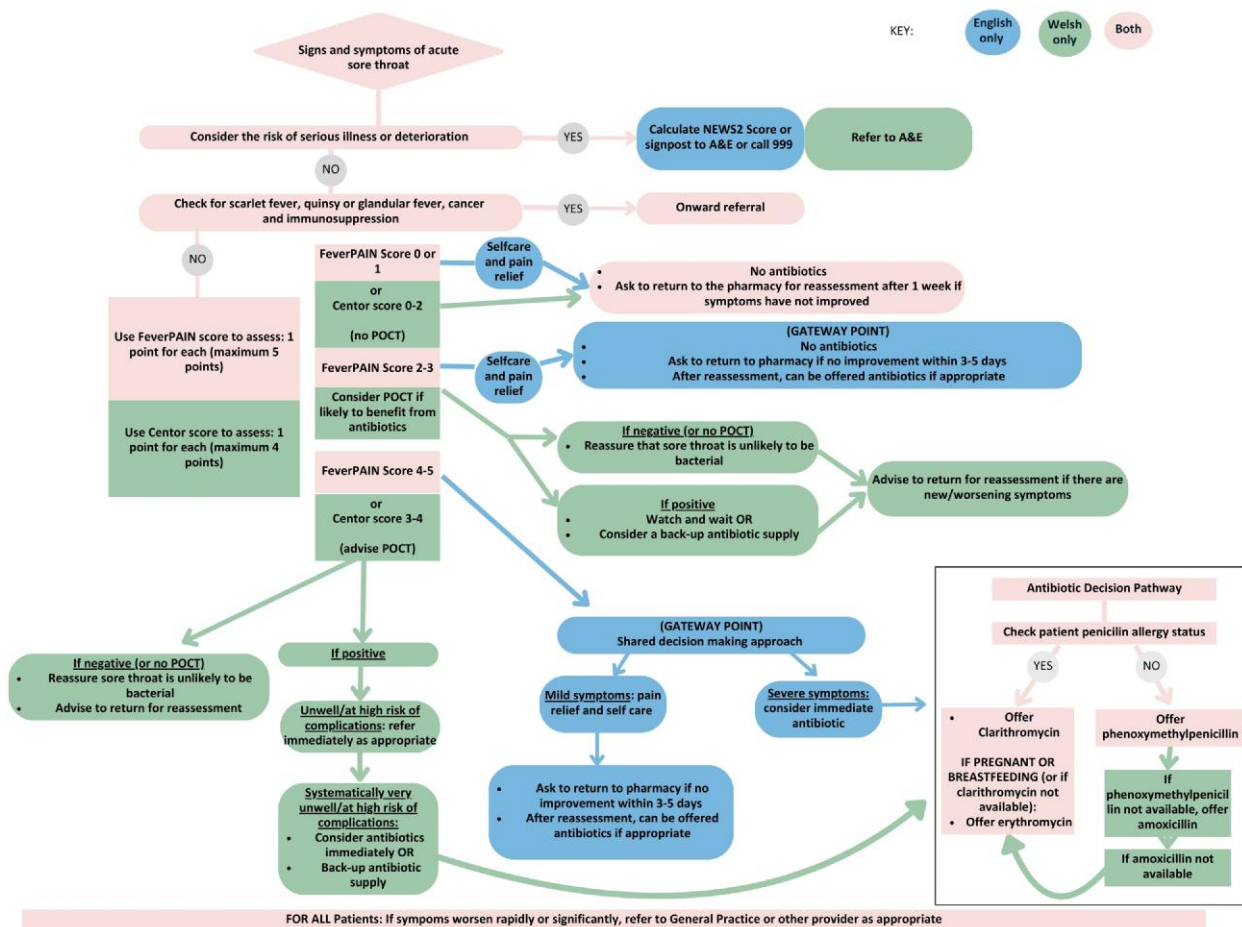 KEY:
English
only
Welsh
only
Both
Signs and symptoms of acute
sore throat
Consider the risk of serious illness or deterioration
YES
Calculate NEWS2 Score or
signpost to A&E or call 999
Refer to A&E
NO
Check for scarlet fever, quinsy or glandular fever, cancer
and immunosuppression
YES
Onward referral
NO
Use FeverPAIN score to assess: 1
point for each (maximum 5
points)
Use Centor score to assess: 1
point for each (maximum 4
points)
FeverPAIN Score 0 or
1
or
Centor score 0-2
(no POCT)
Selfcare
and pain
relief
• No antibiotics
• Ask to return to the pharmacy for reassessment after 1 week if
symptoms have not improved
FeverPAIN Score 2-3
Consider POCT if
likely to benefit from
antibiotics
Selfcare
and pain
relief
(GATEWAY POINT)
• No antibiotics
• Ask to return to pharmacy if no improvement within 3-5 days
• After reassessment, can be offered antibiotics if appropriate
If negative (or no POCT)
• Reassure that sore throat is unlikely to be
bacterial
If positive
• Watch and wait OR
• Consider a back-up antibiotic supply
Advise to return for reassessment if there are
new/worsening symptoms
FeverPAIN Score 4-5
or
Centor score 3-4
(advise POCT)
If negative (or no POCT)
• Reassure sore throat is unlikely to be
bacterial
• Advise to return for reassessment
If positive
Unwell/at high risk of
complications: refer
immediately as appropriate
Systematically very
unwell/at high risk of
complications:
• Consider antibiotics
immediately OR
• Back-up antibiotic
supply
(GATEWAY POINT)
Shared decision making approach
Mild symptoms: pain
relief and self care
Severe symptoms:
consider immediate
antibiotic
• Ask to return to pharmacy if no
improvement within 3-5 days
• After reassessment, can be offered
antibiotics if appropriate
Antibiotic Decision Pathway
Check patient penicilin allergy status
YES
NO
• Offer
Clarithromycin
IF PREGNANT OR
BREASTFEEDING (or if
clarithromycin not
available):
• Offer erythromycin
Offer
phenoxymethylpenicillin
If
phenoxymethylpenicil
lin not available, offer
amoxicillin
If amoxicillin not
available
FOR ALL Patients: If sympoms worsen rapidly or significantly, refer to General Practice or other provider as appropriate